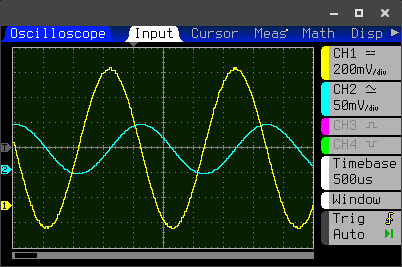 Oscilloscope Input Cursor Meas Math Disp
CH1
200mV/div
CH2
50mV/div
CH3
CH4
Timebase
500us
Window
Trig
Auto
T
2
1